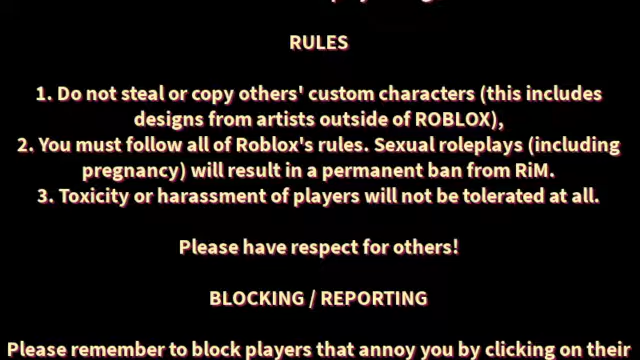 RULES
1. Do not steal or copy others' custom characters (this includes
designs from artists outside of ROBLOX),
2. You must follow all of Roblox's rules. Sexual roleplays (including
pregnancy) will result in a permanent ban from RiM.
3. Toxicity or harassment of players will not be tolerated at all.
Please have respect for others!
BLOCKING / REPORTING
Please remember to block players that annoy you by clicking on their